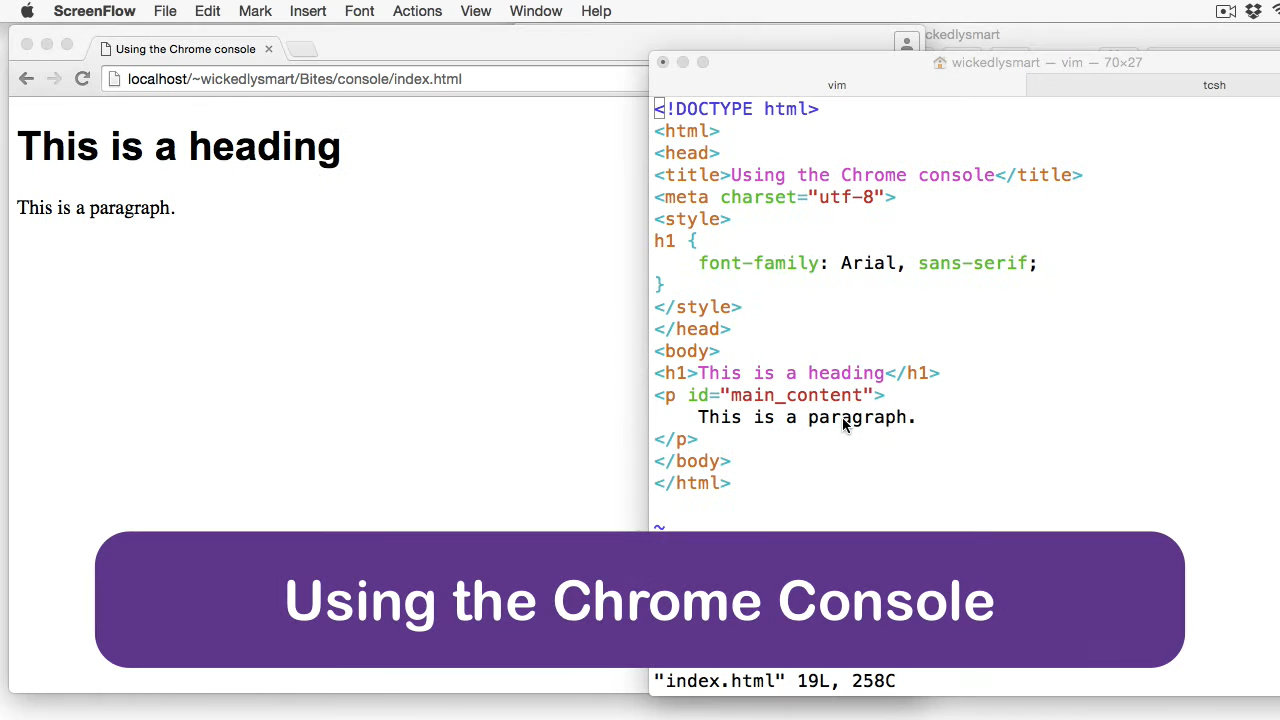 ScreenFlow File Edit Mark Insert Font Actions View Window Help
Using the Chrome console
localhost/~wickedlysmart/Bites/console/index.html
This is a heading
This is a paragraph.
wickedlysmart — vim — 70×27
vim tcsh
<!DOCTYPE html>
<html>
<head>
<title>Using the Chrome console</title>
<meta charset="utf-8">
<style>
h1 {
    font-family: Arial, sans-serif;
}
</style>
</head>
<body>
<h1>This is a heading</h1>
<p id="main_content">
    This is a paragraph.
</p>
</body>
</html>
~
Using the Chrome Console
"index.html" 19L, 258C